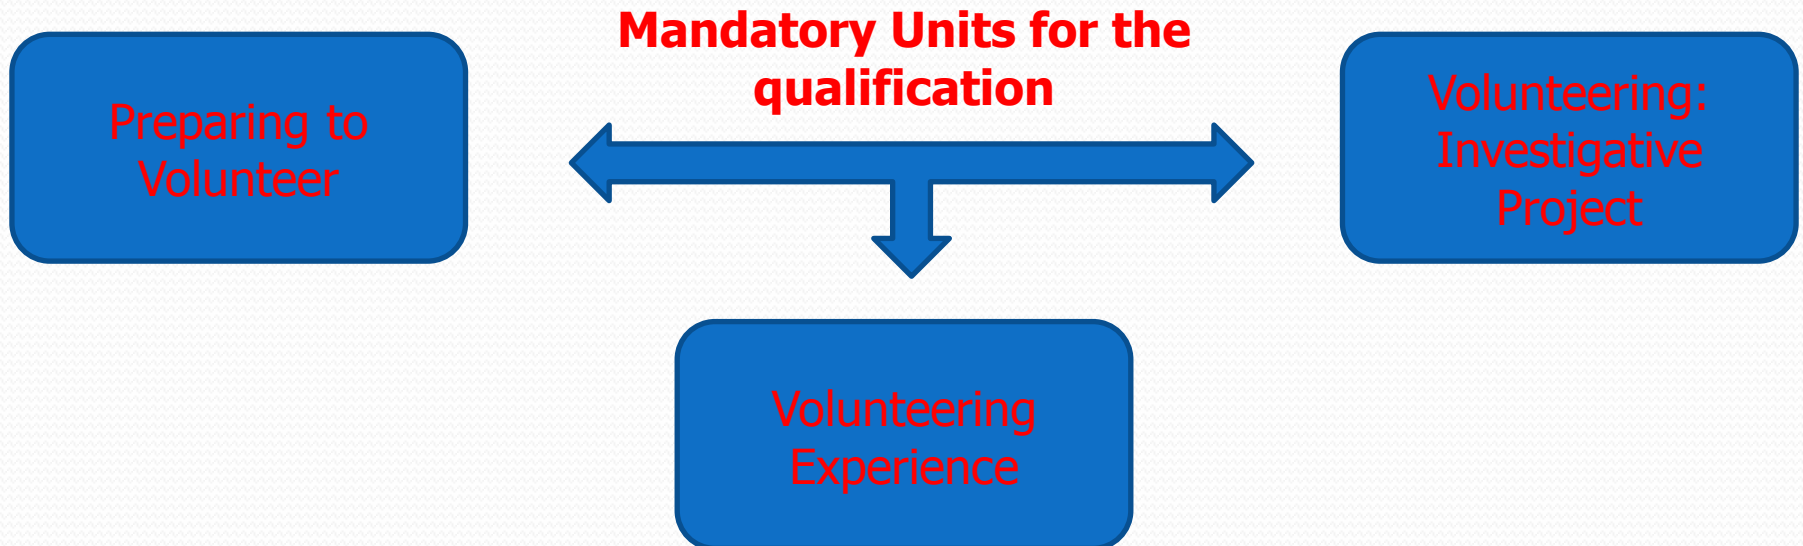 Mandatory Units for the
qualification
Preparing to
Volunteer
Volunteering:
Investigative
Project
Volunteering
Experience